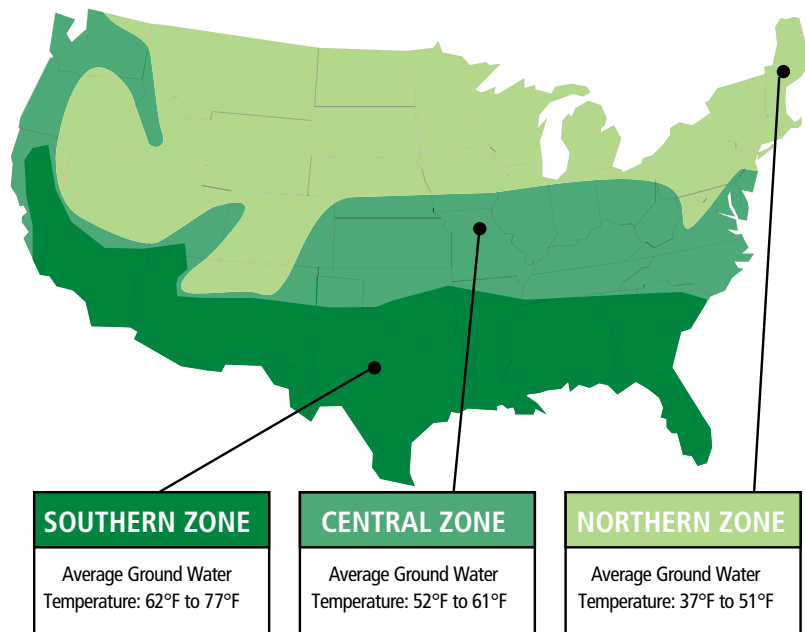 SOUTHERN ZONE
Average Ground Water
Temperature: 62°F to 77°F
CENTRAL ZONE
Average Ground Water
Temperature: 52°F to 61°F
NORTHERN ZONE
Average Ground Water
Temperature: 37°F to 51°F